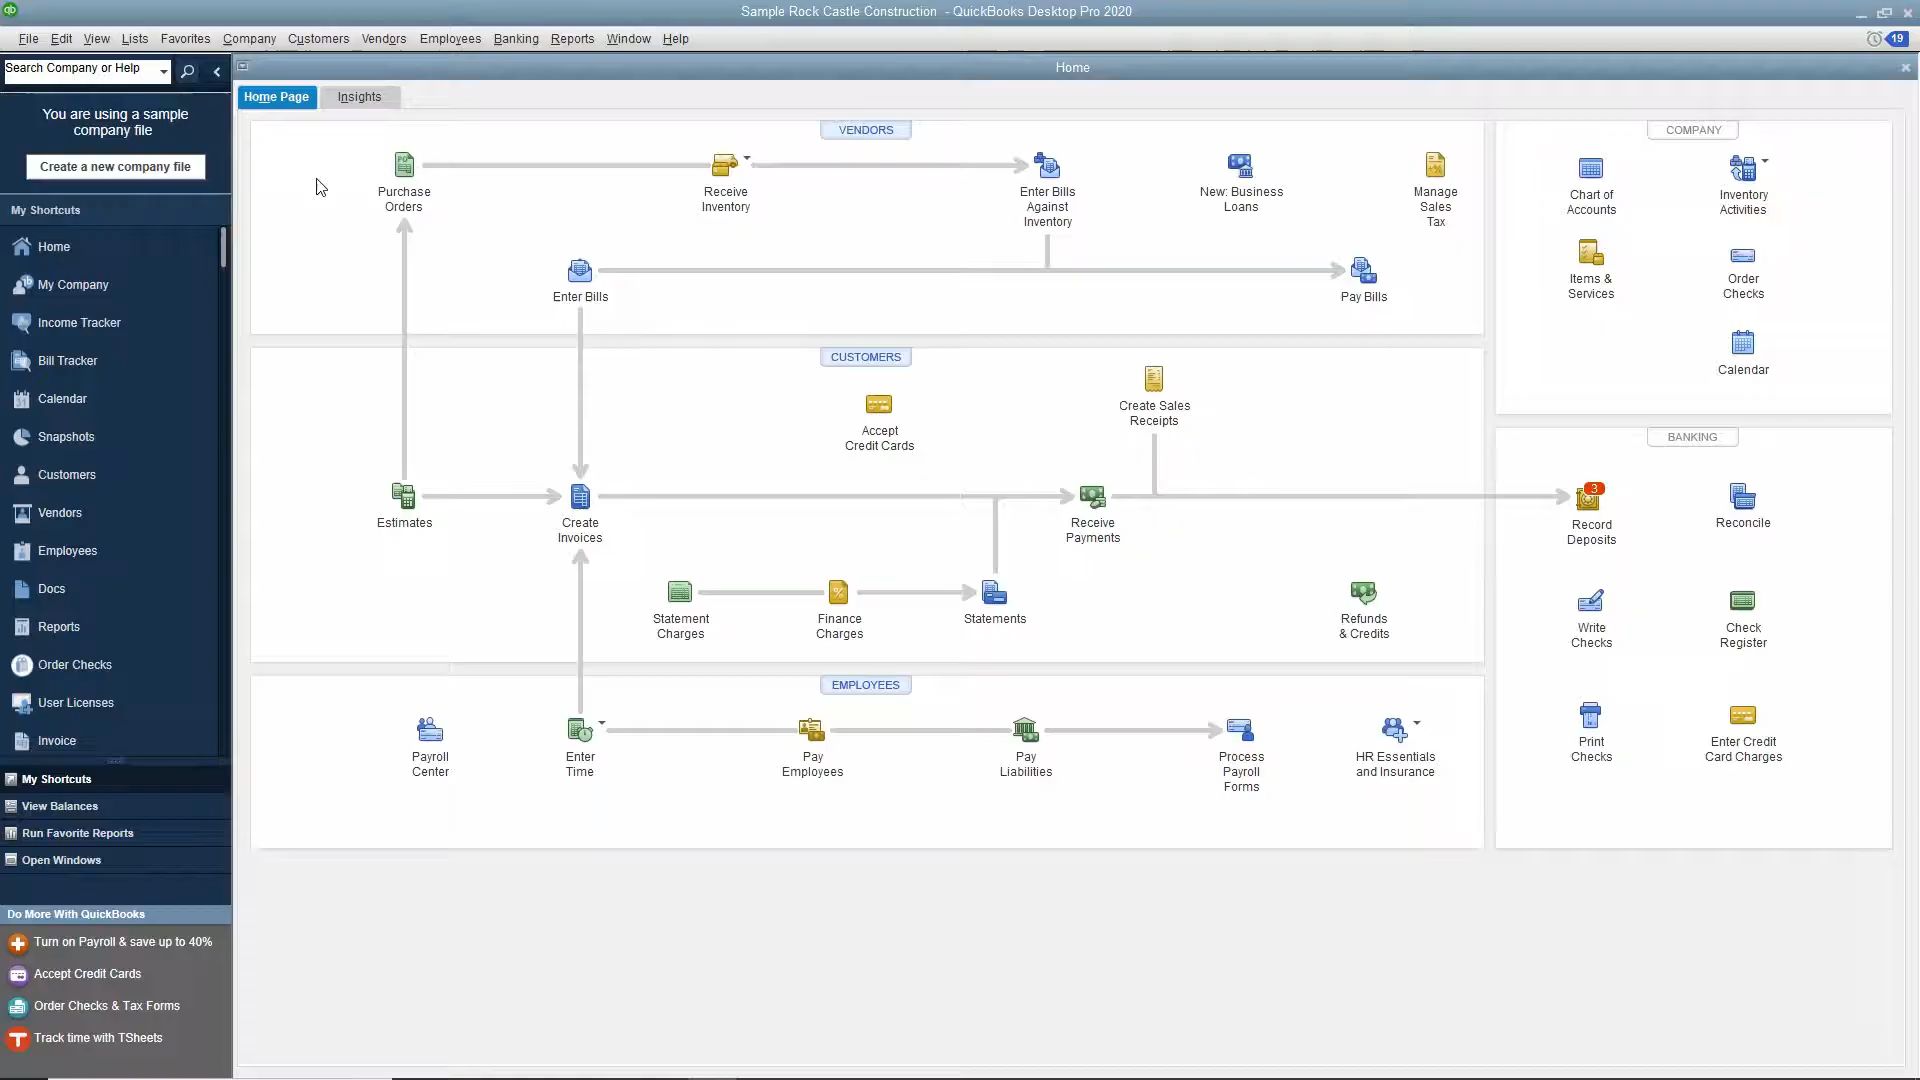 Sample Rock Castle Construction - QuickBooks Desktop Pro 2020
File Edit View Lists Favorites Company Customers Vendors Employees Banking Reports Window Help
19
Search Company or Help
Home
Home Page
Insights
You are using a sample
company file
Create a new company file
My Shortcuts
Home
My Company
Income Tracker
Bill Tracker
Calendar
Snapshots
Customers
Vendors
Employees
Docs
Reports
Order Checks
User Licenses
Invoice
My Shortcuts
View Balances
Run Favorite Reports
Open Windows
Do More With QuickBooks
Turn on Payroll & save up to 40%
Accept Credit Cards
Order Checks & Tax Forms
Track time with TSheets
VENDORS
Purchase
Orders
Receive
Inventory
Enter Bills
Against
Inventory
New: Business
Loans
Manage
Sales
Tax
Enter Bills
Pay Bills
CUSTOMERS
Accept
Credit Cards
Create Sales
Receipts
Estimates
Create
Invoices
Receive
Payments
Statement
Charges
Finance
Charges
Statements
Refunds
& Credits
EMPLOYEES
Payroll
Center
Enter
Time
Pay
Employees
Pay
Liabilities
Process
Payroll
Forms
HR Essentials
and Insurance
COMPANY
Chart of
Accounts
Inventory
Activities
Items &
Services
Order
Checks
Calendar
BANKING
3
Record
Deposits
Reconcile
Write
Checks
Check
Register
Print
Checks
Enter Credit
Card Charges